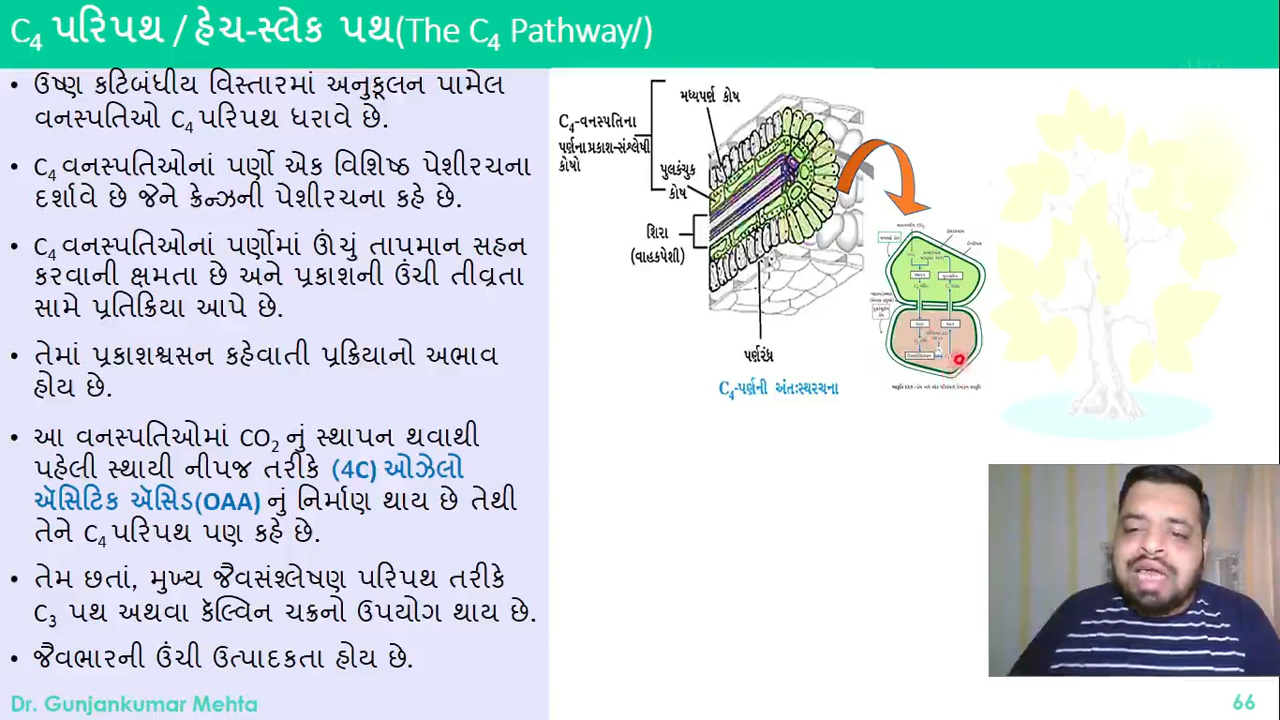 C4 પરિપથ / હેચ-સ્લેક પથ(The C4 Pathway/)
• ઉષ્ણ કટિબંધીય વિસ્તારમાં અનુકૂલન પામેલ
વનસ્પતિઓ C4 પરિપથ ધરાવે છે.
• C4 વનસ્પતિઓનાં પર્ણો એક વિશિષ્ઠ પેશીરચના
દર્શાવે છે જેને ક્રેન્ઝની પેશીરચના કહે છે.
• C4 વનસ્પતિઓનાં પર્ણોમાં ઊંચું તાપમાન સહન
કરવાની ક્ષમતા છે અને પ્રકાશની ઉંચી તીવ્રતા
સામે પ્રતિક્રિયા આપે છે.
• તેમાં પ્રકાશશ્વસન કહેવાતી પ્રક્રિયાનો અભાવ
હોય છે.
• આ વનસ્પતિઓમાં CO2 નું સ્થાપન થવાથી
પહેલી સ્થાયી નીપજ તરીકે (4C) ઓઝેલો
ઍસિટિક ઍસિડ(OAA) નું નિર્માણ થાય છે તેથી
તેને C4 પરિપથ પણ કહે છે.
• તેમ છતાં, મુખ્ય જૈવસંશ્લેષણ પરિપથ તરીકે
C3 પથ અથવા કૅલ્વિન ચક્રનો ઉપયોગ થાય છે.
• જૈવભારની ઉંચી ઉત્પાદકતા હોય છે.
મધ્યપર્ણ કોષ
C4-વનસ્પતિના
પર્ણના પ્રકાશ-સંશ્લેષી
કોષો
પુલકંચુક
કોષ
શિરા
(વાહકપેશી)
પર્ણરંધ્ર
C4-પર્ણની અંતઃસ્થરચના
Dr. Gunjankumar Mehta
66